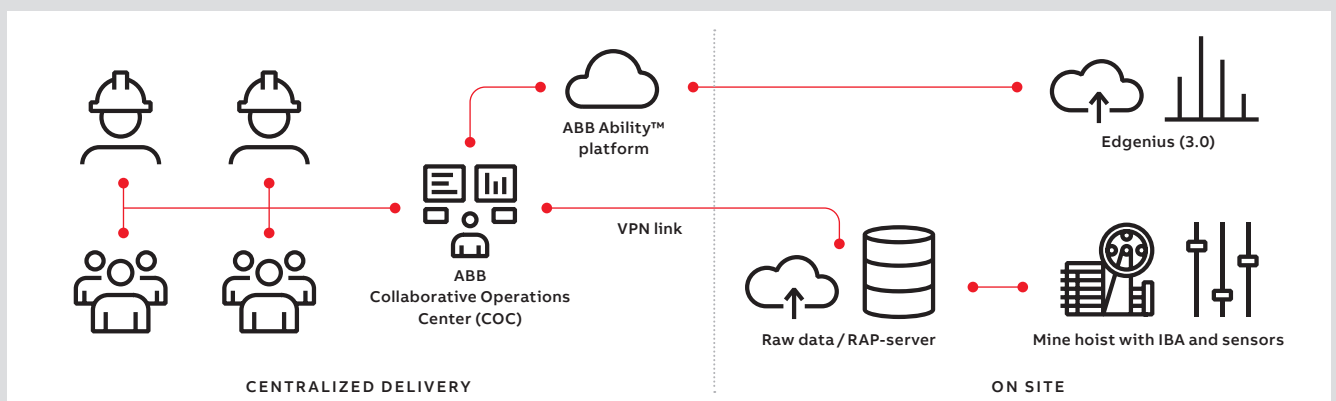 ABB Ability™
platform
Edgenius (3.0)
VPN link
ABB
Collaborative Operations
Center (COC)
Raw data / RAP-server
Mine hoist with IBA and sensors
CENTRALIZED DELIVERY
ON SITE